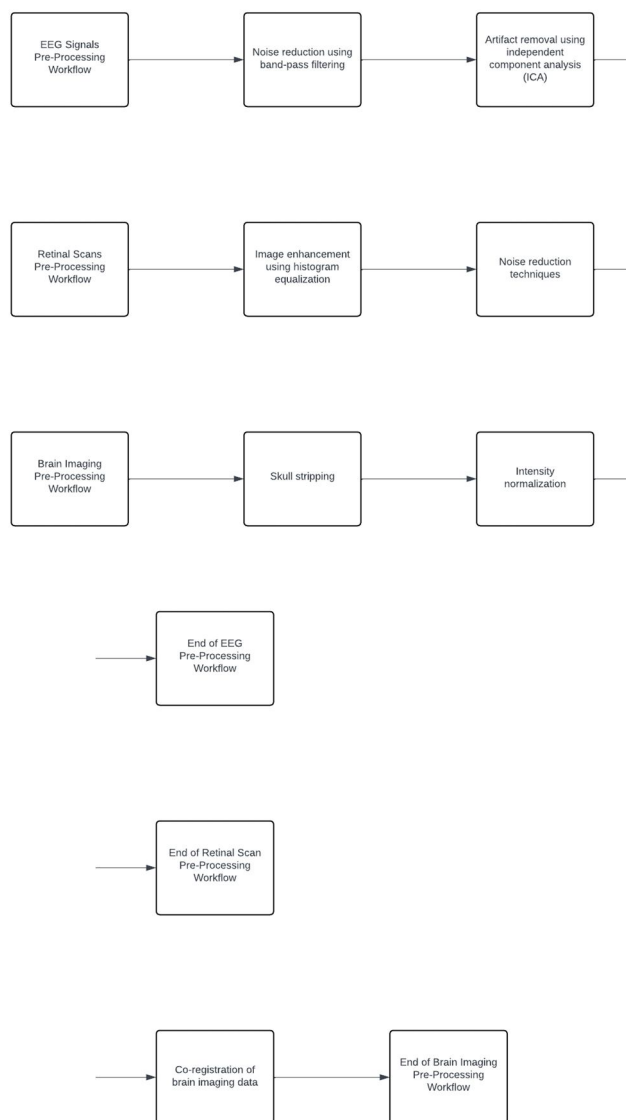 EEG Signals
Pre-Processing
Workflow
Noise reduction using
band-pass filtering
Artifact removal using
independent
component analysis
(ICA)
Retinal Scans
Pre-Processing
Workflow
Image enhancement
using histogram
equalization
Noise reduction
techniques
Brain Imaging
Pre-Processing
Workflow
Skull stripping
Intensity
normalization
End of EEG
Pre-Processing
Workflow
End of Retinal Scan
Pre-Processing
Workflow
Co-registration of
brain imaging data
End of Brain Imaging
Pre-Processing
Workflow